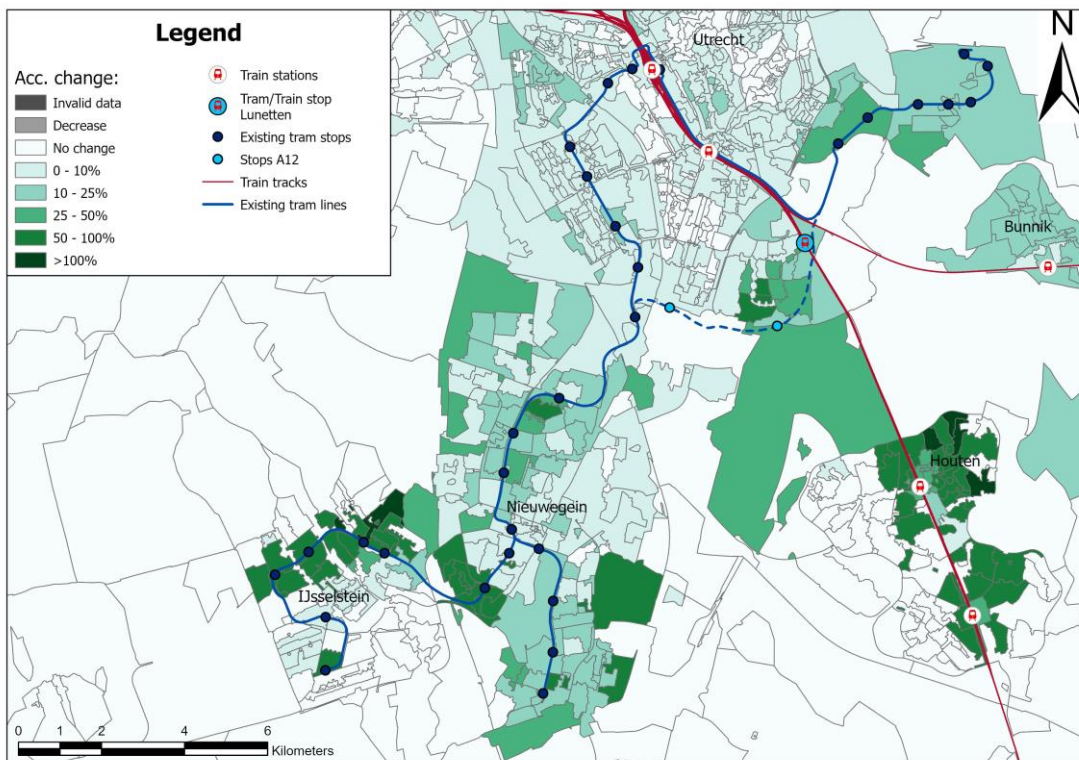 Legend
Acc. change:
Invalid data
Decrease
No change
0 - 10%
10 - 25%
25 - 50%
50 - 100%
>100%
Train stations
Tram/Train stop
Lunetten
Existing tram stops
Stops A12
Train tracks
Existing tram lines
Utrecht
N
Bunnik
Houten
Nieuwegein
IJsselstein
0 1 2 4 6
Kilometers